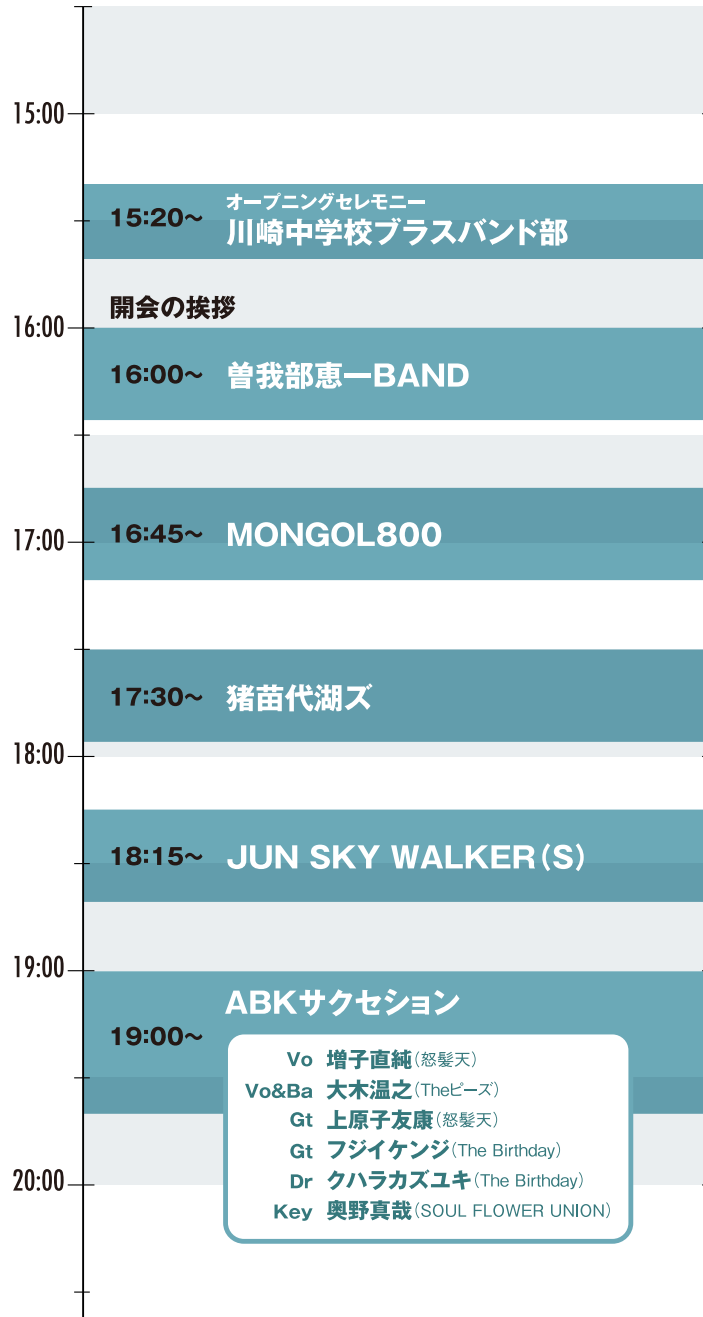 15:00
オープニングセレモニー
15:20～ 川崎中学校ブラスバンド部
開会の挨拶
16:00
16:00～ 曽我部恵一BAND
17:00
16:45～ MONGOL800
17:30～ 猪苗代湖ズ
18:00
18:15～ JUN SKY WALKER(S)
19:00
ABKサクセション
19:00～
Vo 増子直純(怒髪天)
Vo&Ba 大木温之(Theピーズ)
Gt 上原子友康(怒髪天)
Gt フジイケンジ(The Birthday)
Dr クハラカズユキ(The Birthday)
20:00
Key 奥野真哉(SOUL FLOWER UNION)